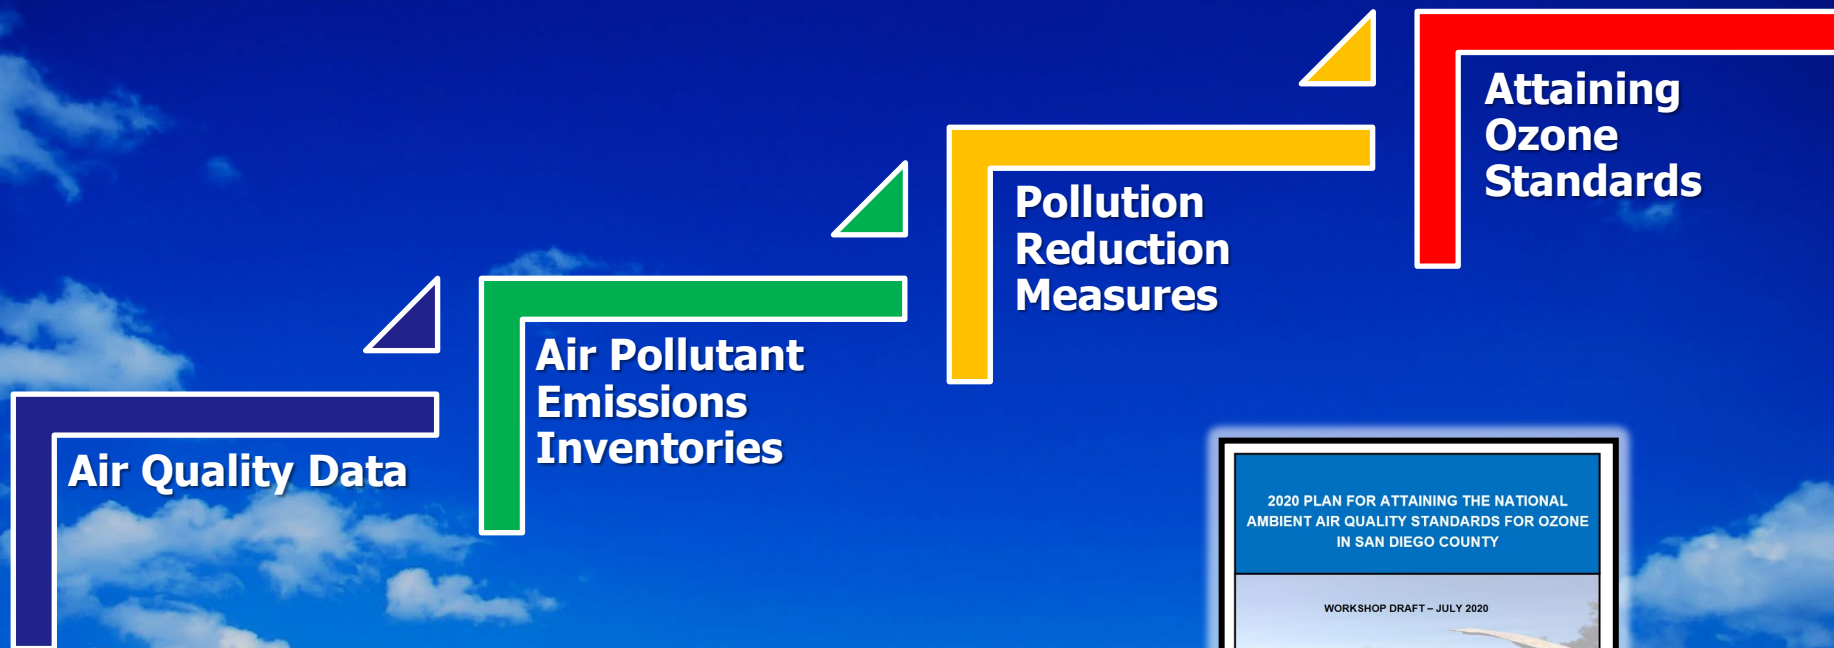 Air Quality Data
Air Pollutant
Emissions
Inventories
Pollution
Reduction
Measures
Attaining
Ozone
Standards
2020 PLAN FOR ATTAINING THE NATIONAL
AMBIENT AIR QUALITY STANDARDS FOR OZONE
IN SAN DIEGO COUNTY
WORKSHOP DRAFT – JULY 2020